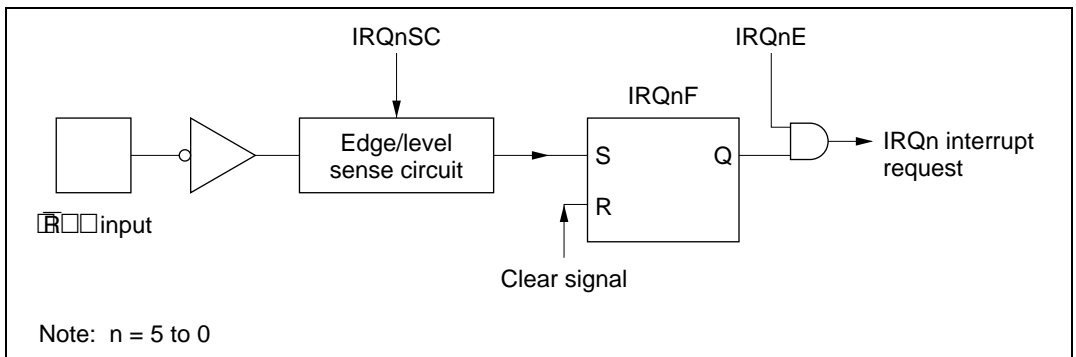 IRQnSC
IRQnE
IRQnF
Edge/level
sense circuit
S
Q
R
IRQn interrupt
request
input
Clear signal
Note: n = 5 to 0